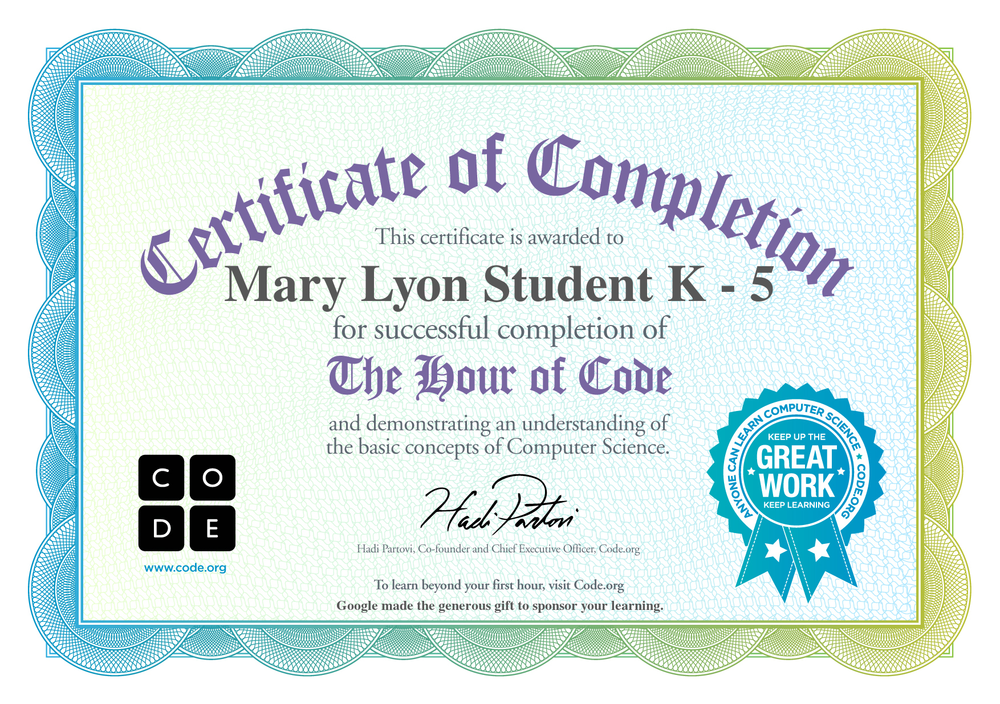 Certificate of Completion
This certificate is awarded to
Mary Lyon Student K - 5
for successful completion of
The Hour of Code
and demonstrating an understanding of
the basic concepts of Computer Science.
C O
D E
www.code.org
Hadi Partovi
Hadi Partovi, Co-founder and Chief Executive Officer, Code.org
To learn beyond your first hour, visit Code.org
Google made the generous gift to sponsor your learning.
ANYONE CAN LEARN COMPUTER SCIENCE ★ CODE.ORG
KEEP UP THE
GREAT
WORK
KEEP LEARNING